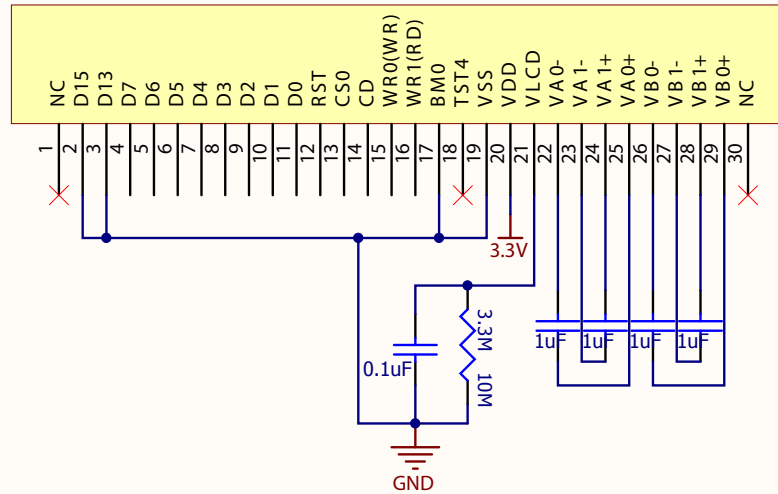 NC
D15
D13
D7
D6
D5
D4
D3
D2
D1
D0
RST
CS0
CD
WR0(WR)
WR1(RD)
BM0
TST4
VSS
VDD
VLCD
VA0-
VA1-
VA1+
VA0+
VB0-
VB1-
VB1+
VB0+
NC
1
2
3
4
5
6
7
8
9
10
11
12
13
14
15
16
17
18
19
20
21
22
23
24
25
26
27
28
29
30
3.3V
3.3M 10M
0.1uF
1uF
1uF
1uF
1uF
GND